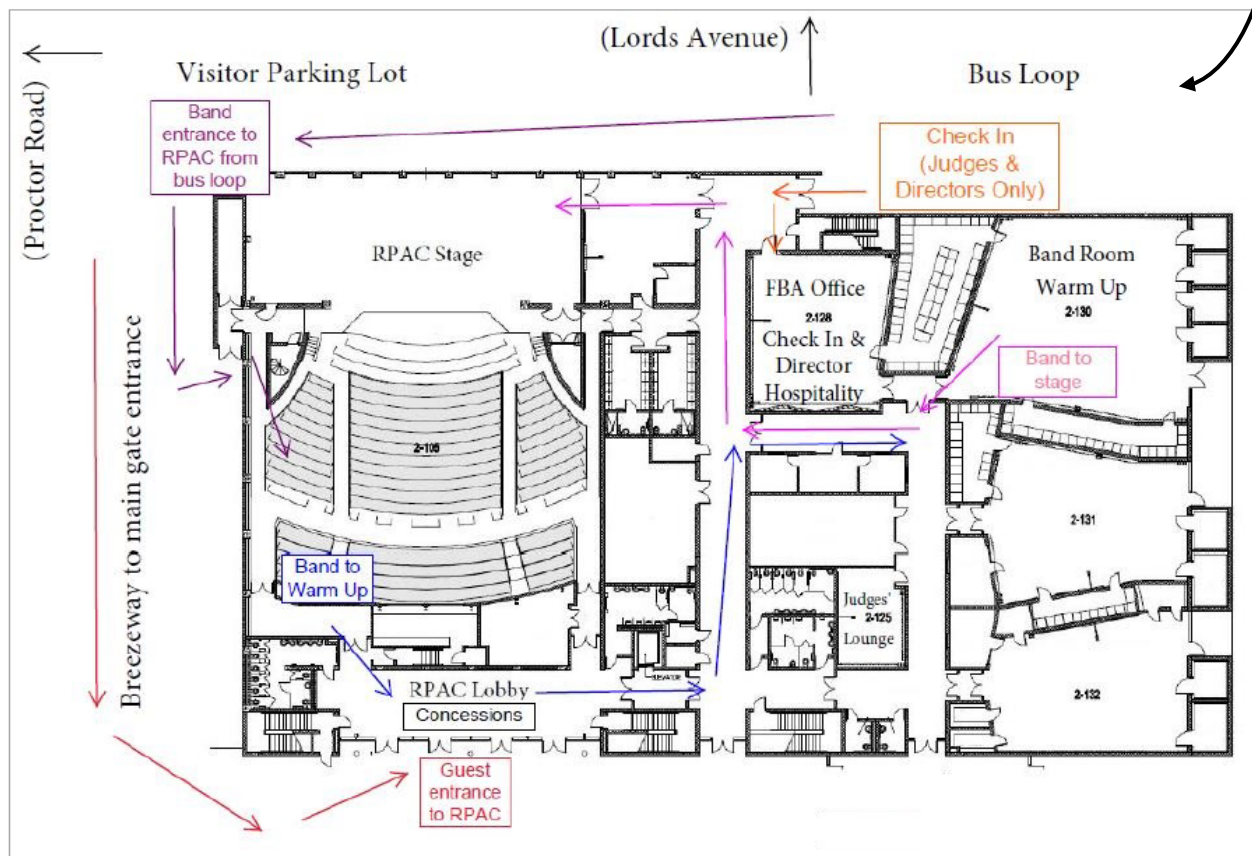 (Lords Avenue)
(Proctor Road)
Visitor Parking Lot
Bus Loop
Band
entrance to
RPAC from
bus loop
Check In
(Judges &
Directors Only)
RPAC Stage
FBA Office
2-128
Check In &
Director
Hospitality
Band Room
Warm Up
2-130
Band to
stage
2-105
2-131
Breezeway to main gate entrance
Band to
Warm Up
Judges'
2-125
Lounge
ELEVATOR
RPAC Lobby
Concessions
2-132
Guest
entrance
to RPAC